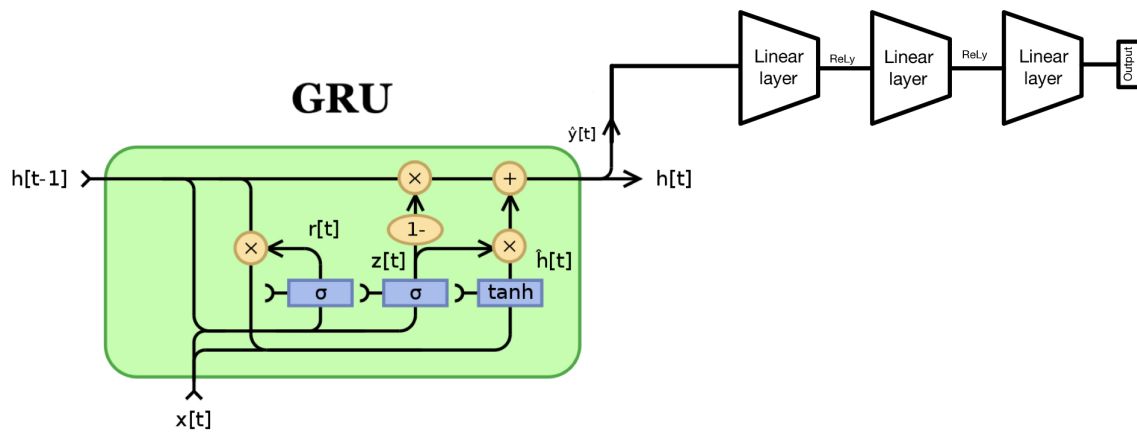 GRU
Linear
layer
ReLy
Linear
layer
ReLy
Linear
layer
Output
ŷ[t]
h[t-1]
×
+
h[t]
r[t]
1-
×
z[t]
×
ĥ[t]
σ
σ
tanh
x[t]